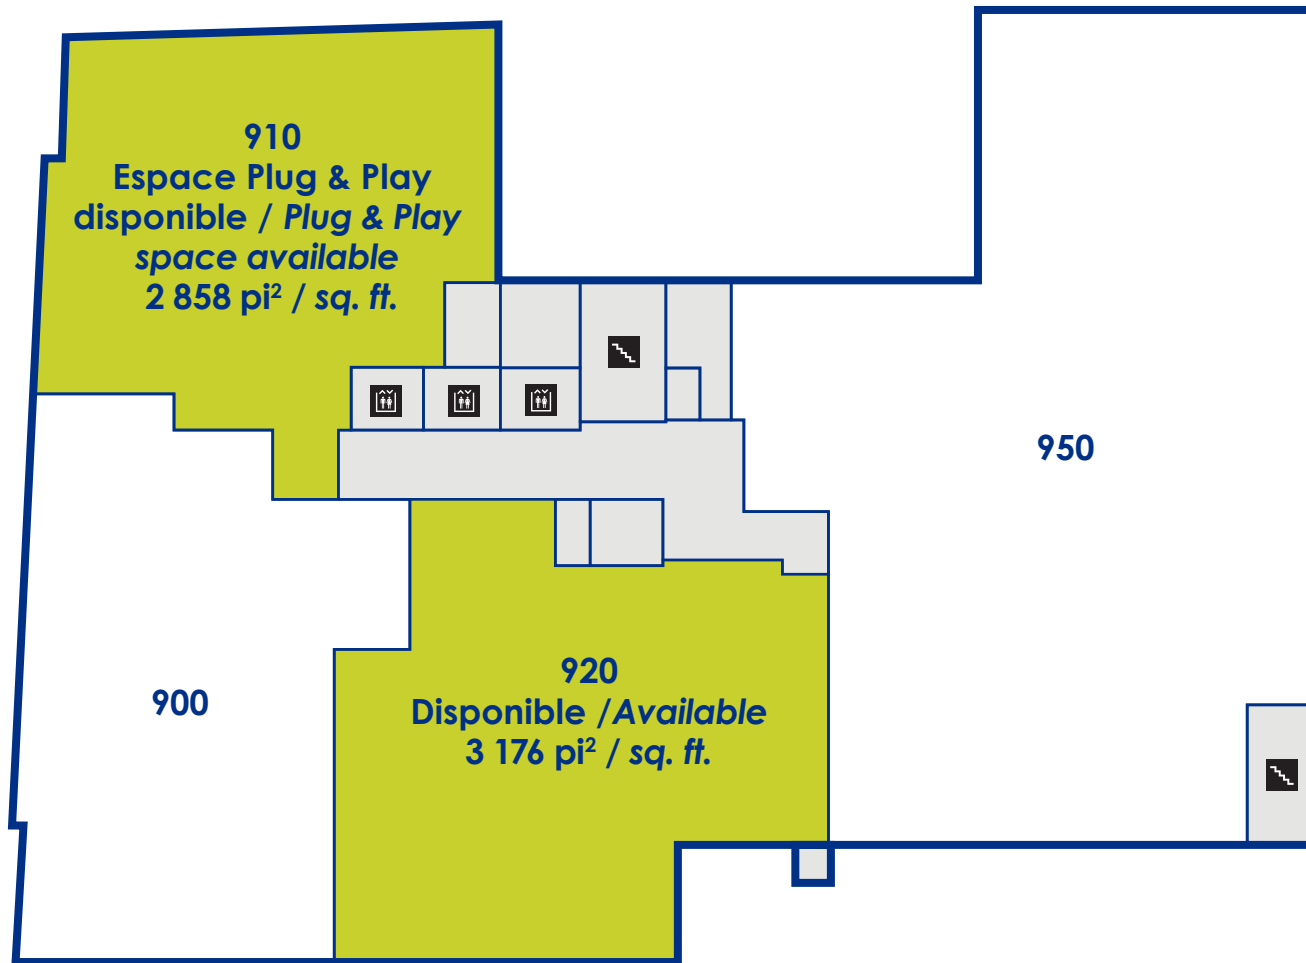 910
Espace Plug & Play
disponible / Plug & Play
space available
2 858 pi² / sq. ft.
950
920
Disponible /Available
3 176 pi² / sq. ft.
900